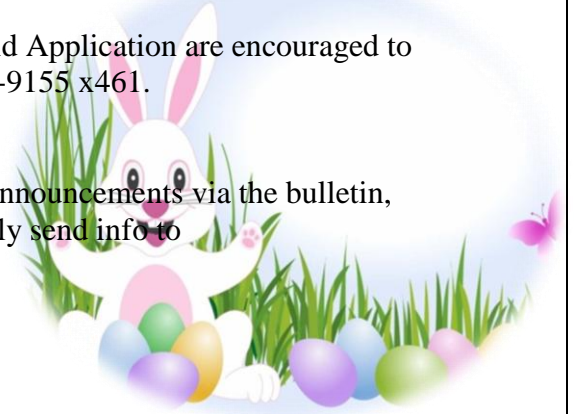 d Application are encouraged to
-9155 x461.
nnouncements via the bulletin,
ly send info to